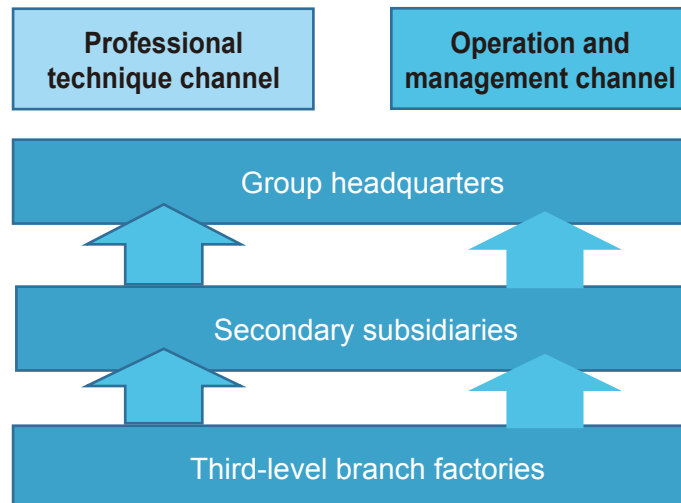 Professional
technique channel
Operation and
management channel
Group headquarters
Secondary subsidiaries
Third-level branch factories